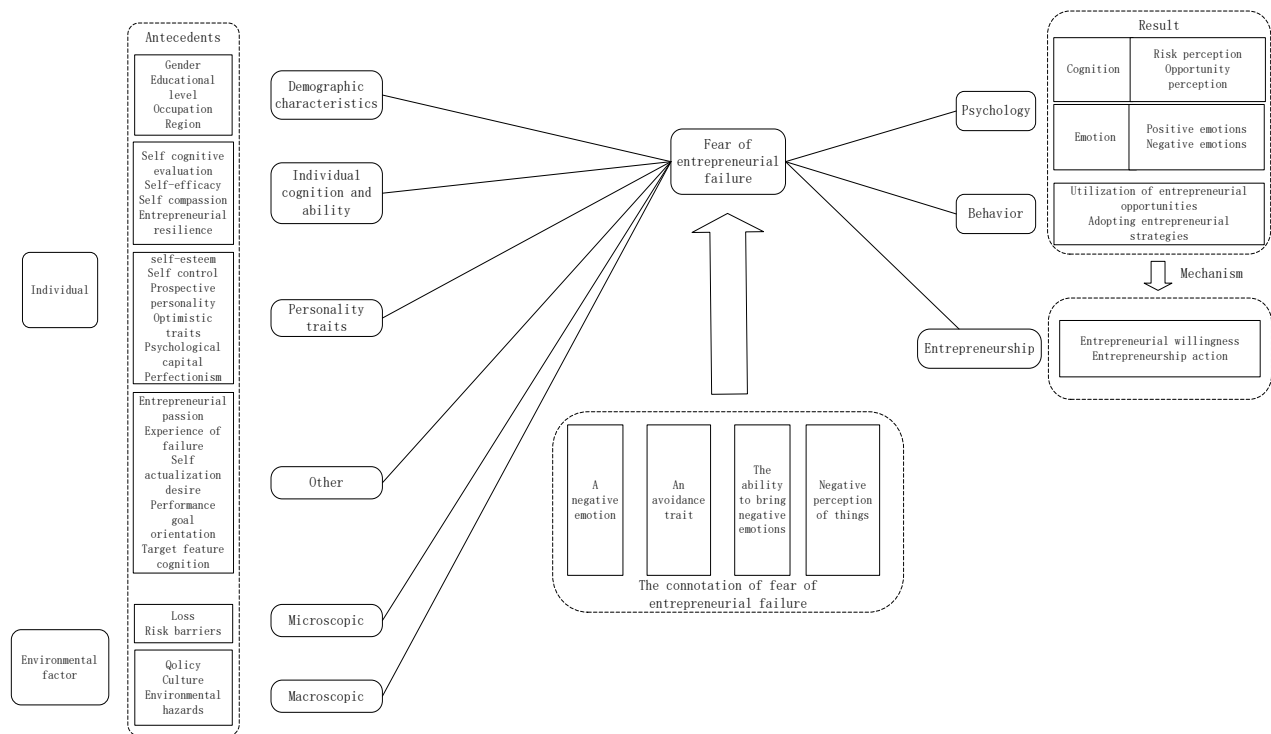 Antecedents
Gender
Educational
level
Occupation
Region
Self cognitive
evaluation
Self-efficacy
Self compassion
Entrepreneurial
resilience
self-esteem
Self control
Prospective
personality
Optimistic
traits
Psychological
capital
Perfectionism
Entrepreneurial
passion
Experience of
failure
Self
actualization
desire
Performance
goal
orientation
Target feature
cognition
Loss
Risk barriers
Qolicy
Culture
Environmental
hazards
Individual
Environmental
factor
Demographic
characteristics
Individual
cognition and
ability
Personality
traits
Other
Microscopic
Macroscopic
Fear of
entrepreneurial
failure
A
negative
emotion
An
avoidance
trait
The
ability
to bring
negative
emotions
Negative
perception
of things
The connotation of fear of
entrepreneurial failure
Psychology
Behavior
Entrepreneurship
Result
Cognition
Risk perception
Opportunity
perception
Emotion
Positive emotions
Negative emotions
Utilization of entrepreneurial
opportunities
Adopting entrepreneurial
strategies
Mechanism
Entrepreneurial willingness
Entrepreneurship action